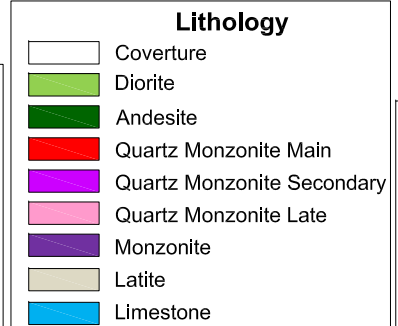 Lithology
Coverture
Diorite
Andesite
Quartz Monzonite Main
Quartz Monzonite Secondary
Quartz Monzonite Late
Monzonite
Latite
Limestone